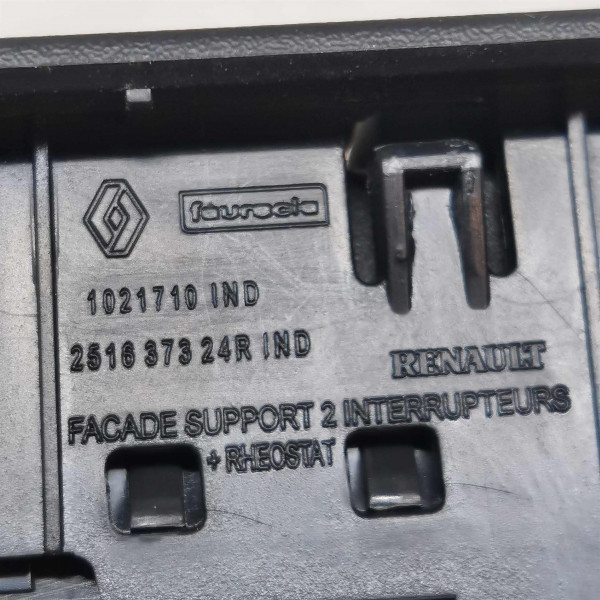 faurecia
1021710 IND
2516 373 24R IND
RENAULT
FACADE SUPPORT 2 INTERRUPTEURS
+ RHEOSTAT